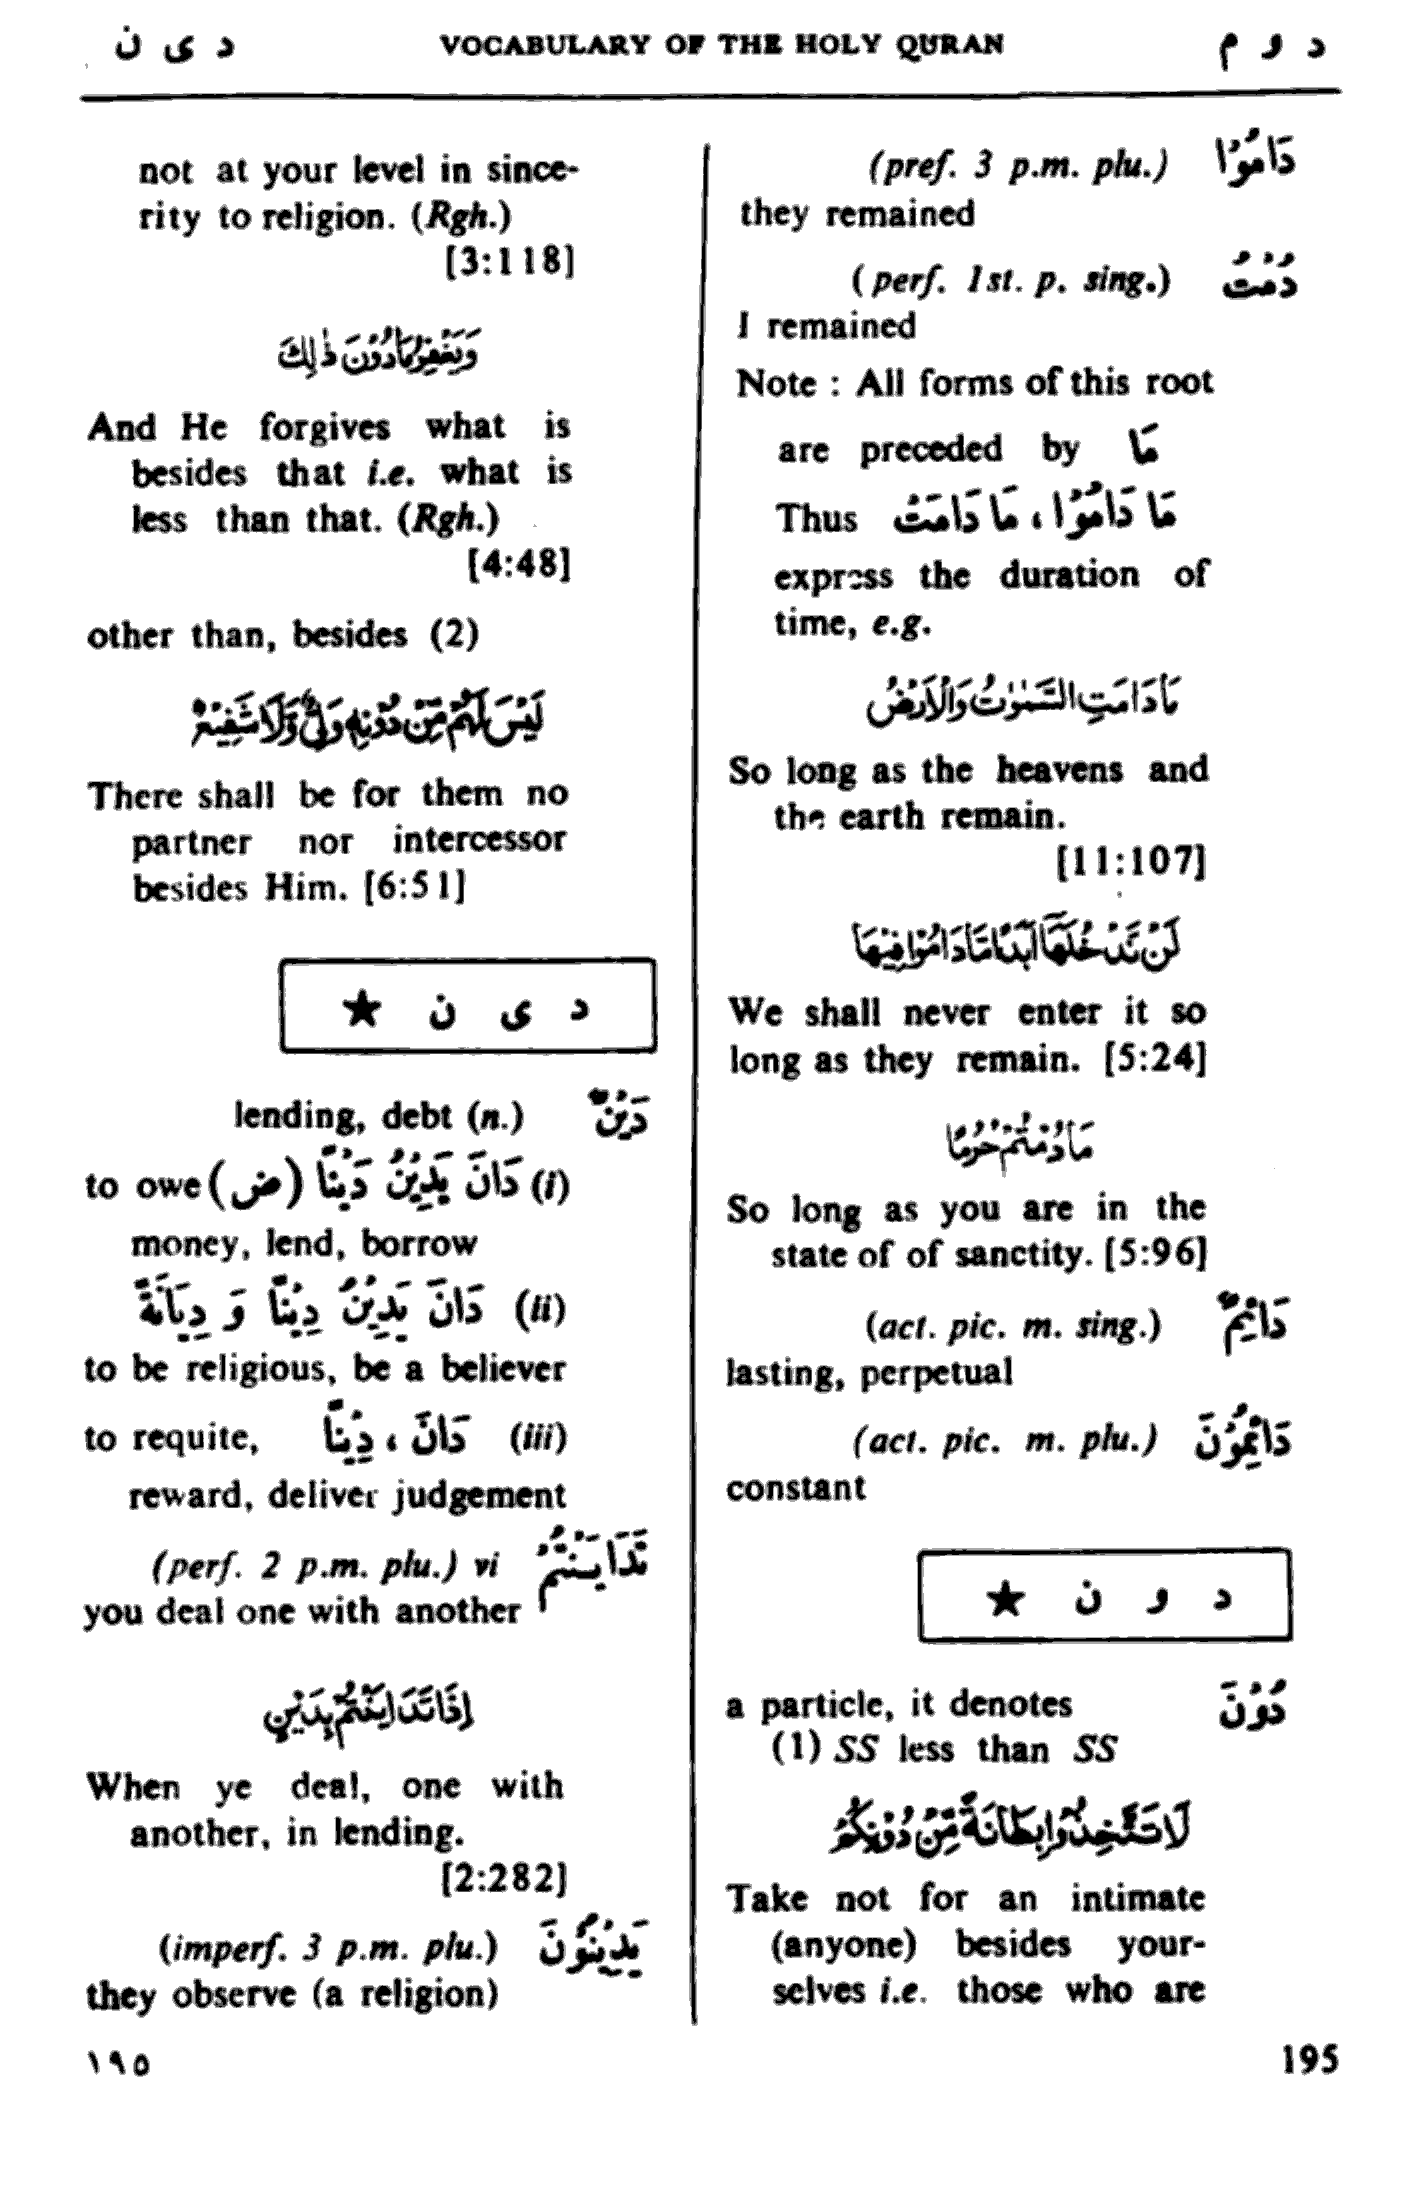 د ی ن VOCABULARY OF THE HOLY QURAN د و م
(pref. 3 p.m. plu.) دَامُوْا
they remained
(perf. 1st. p. sing.) دُمْتُ
I remained
Note : All forms of this root
are preceded by مَا
Thus مَا دَامُوْا ، مَا دَامَتْ
express the duration of
time, e.g.
مَا دَامَتِ السَّمٰوٰتُ وَالْاَرْضُ
So long as the heavens and
the earth remain.
[11:107]
لَنْ نَّدْخُلَهَآ اَبَدًا مَّا دَامُوْا فِيْهَا
We shall never enter it so
long as they remain. [5:24]
مَا دُمْتُمْ حُرُمًا
So long as you are in the
state of of sanctity. [5:96]
(act. pic. m. sing.) دَائِمٌ
lasting, perpetual
(act. pic. m. plu.) دَائِمُوْنَ
constant
د و ن ★
a particle, it denotes دُوْنَ
(1) SS less than SS
لَا تَتَّخِذُوْا بِطَانَةً مِّنْ دُوْنِكُمْ
Take not for an intimate
(anyone) besides your-
selves i.e. those who are
not at your level in since-
rity to religion. (Rgh.)
[3:118]
وَيَغْفِرُ مَا دُوْنَ ذٰلِكَ
And He forgives what is
besides that i.e. what is
less than that. (Rgh.)
[4:48]
other than, besides (2)
لَيْسَ لَهُمْ مِّنْ دُوْنِهٖ وَلِیٌّ وَّلَا شَفِيْعٌ
There shall be for them no
partner nor intercessor
besides Him. [6:51]
د ی ن ★
lending, debt (n.) دَيْنٌ
to owe (ض) دَانَ يَدِيْنُ دَيْنًا (i)
money, lend, borrow
دَانَ يَدِيْنُ دِيْنًا وَ دِيَانَةً (ii)
to be religious, be a believer
to requite, دَانَ ، دِيْنًا (iii)
reward, deliver judgement
(perf. 2 p.m. plu.) vi تَدَايَنْتُمْ
you deal one with another
اِذَا تَدَايَنْتُمْ بِدَيْنٍ
When ye deal, one with
another, in lending.
[2:282]
(imperf. 3 p.m. plu.) يَدِيْنُوْنَ
they observe (a religion)
١٩٥ 195